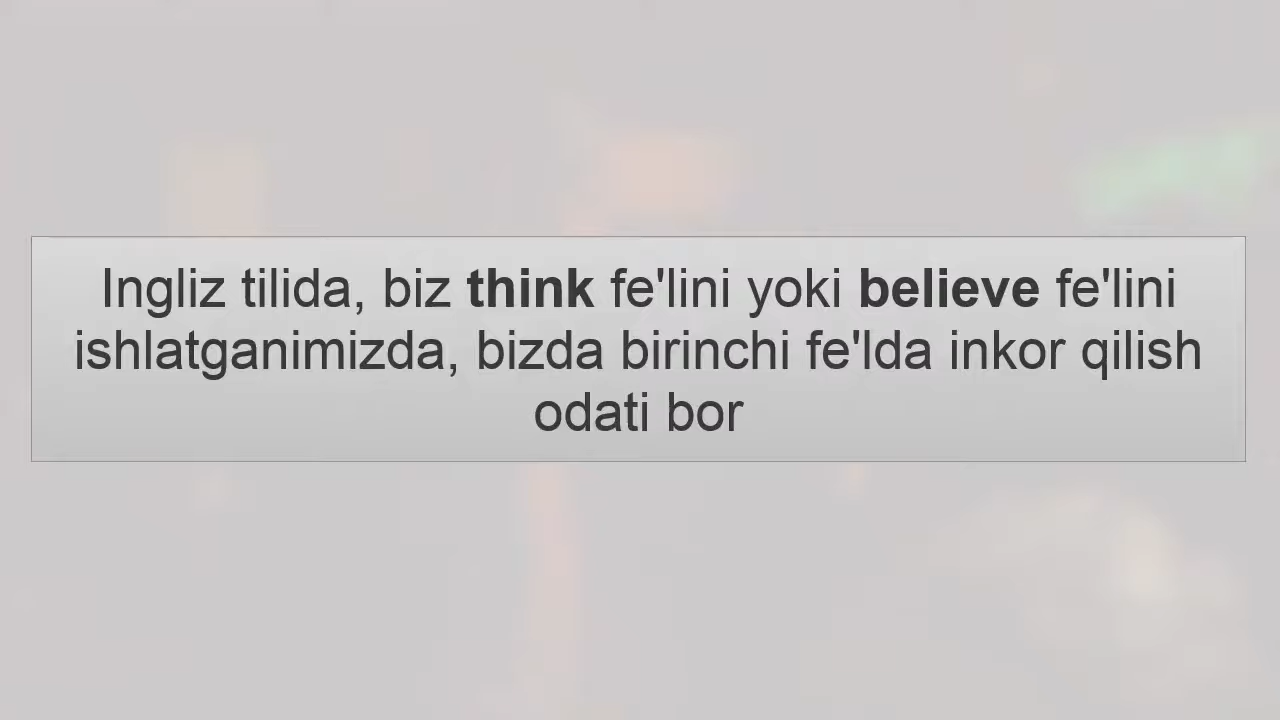 Ingliz tilida, biz think fe'lini yoki believe fe'lini
ishlatganimizda, bizda birinchi fe'lda inkor qilish
odati bor